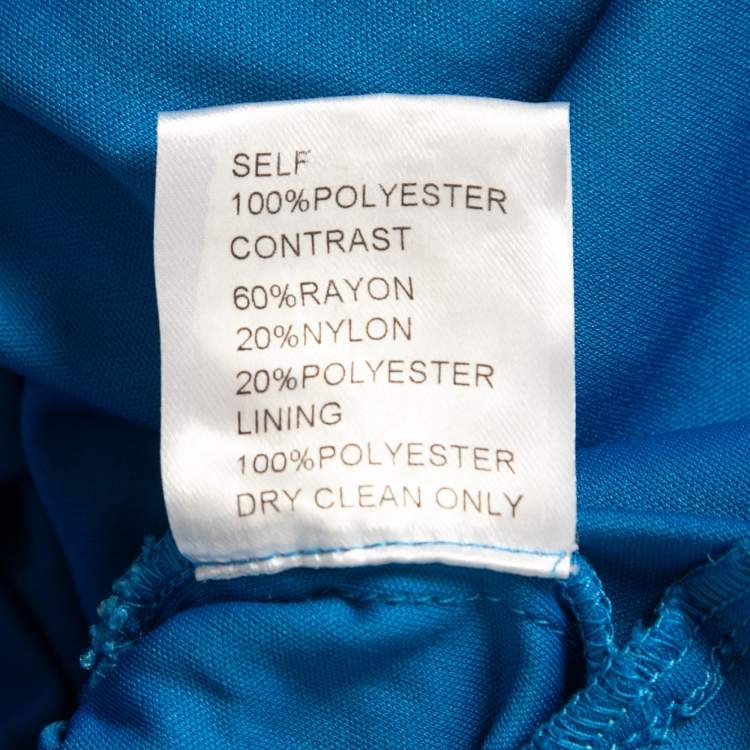 SELF
100%POLYESTER
CONTRAST
60%RAYON
20%NYLON
20%POLYESTER
LINING
100%POLYESTER
DRY CLEAN ONLY